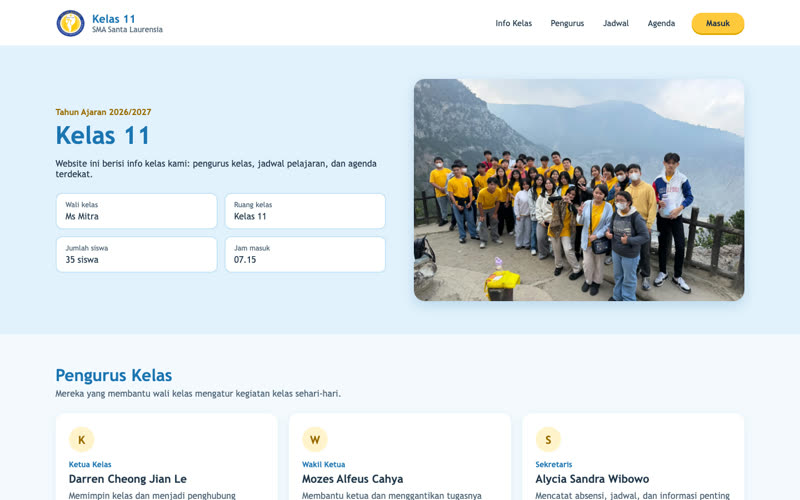 Kelas 11
SMA Santa Laurensia
Info Kelas
Pengurus
Jadwal
Agenda
Masuk
Tahun Ajaran 2026/2027
Kelas 11
Website ini berisi info kelas kami: pengurus kelas, jadwal pelajaran, dan agenda
terdekat.
Wali kelas
Ms Mitra
Ruang kelas
Kelas 11
Jumlah siswa
35 siswa
Jam masuk
07.15
Pengurus Kelas
Mereka yang membantu wali kelas mengatur kegiatan kelas sehari-hari.
K
Ketua Kelas
Darren Cheong Jian Le
Memimpin kelas dan menjadi penghubung
W
Wakil Ketua
Mozes Alfeus Cahya
Membantu ketua dan menggantikan tugasnya
S
Sekretaris
Alycia Sandra Wibowo
Mencatat absensi, jadwal, dan informasi penting